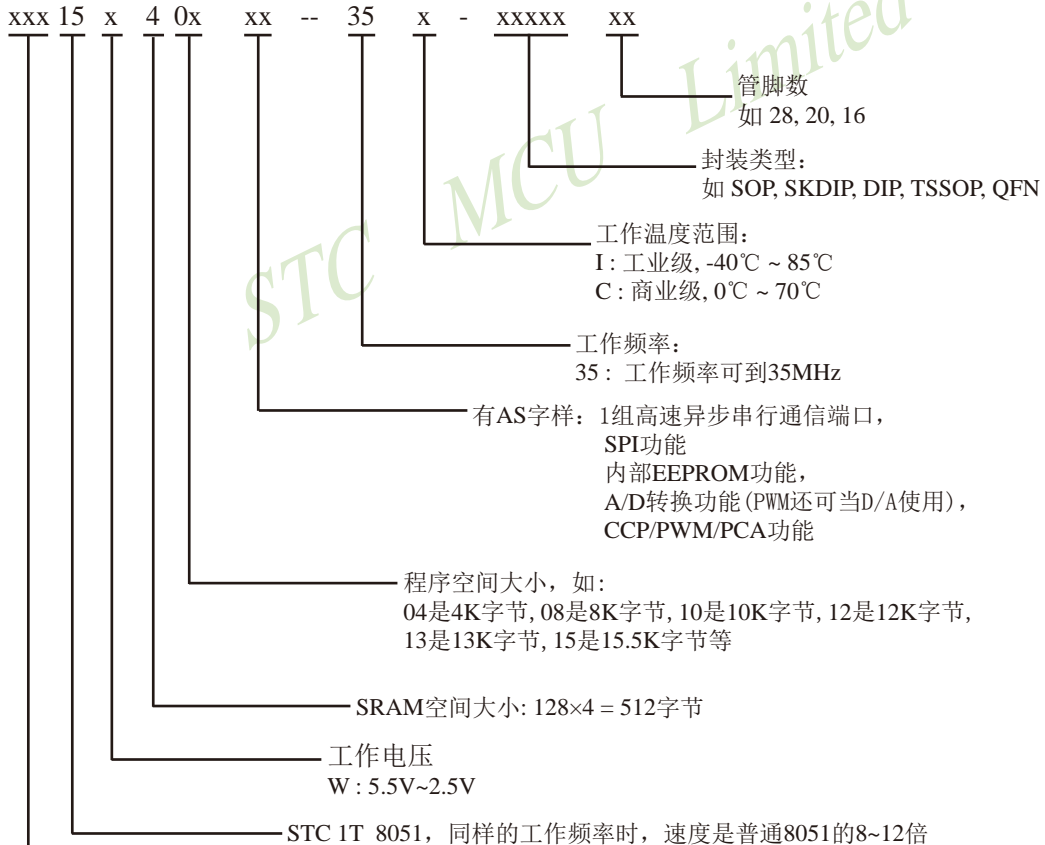 xxx 15 x 4 0x xx -- 35 x - xxxxx xx
STC MCU Limited
管脚数
如 28, 20, 16
封装类型：
如 SOP, SKDIP, DIP, TSSOP, QFN
工作温度范围：
I : 工业级, -40℃ ~ 85℃
C : 商业级, 0℃ ~ 70℃
工作频率：
35 : 工作频率可到35MHz
有AS字样：1组高速异步串行通信端口，
SPI功能
内部EEPROM功能，
A/D转换功能(PWM还可当D/A使用)，
CCP/PWM/PCA功能
程序空间大小，如:
04是4K字节, 08是8K字节, 10是10K字节, 12是12K字节,
13是13K字节, 15是15.5K字节等
SRAM空间大小: 128×4 = 512字节
工作电压
W : 5.5V~2.5V
STC 1T 8051，同样的工作频率时，速度是普通8051的8~12倍